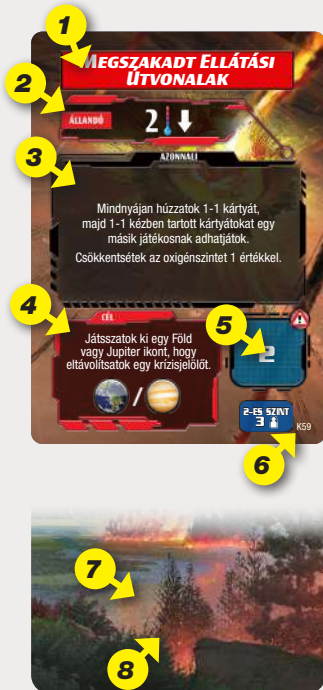 1
MEGSZAKADT ELLÁTÁSI
ÚTVONALAK
2
ÁLLANDÓ
2
3
AZONNALI
Mindnyájan húzzatok 1-1 kártyát,
majd 1-1 kézben tartott kártyátokat egy
másik játékosnak adhatjátok.
Csökkentsétek az oxigénszintet 1 értékkel.
4
CÉL
5
Játsszatok ki egy Föld
vagy Jupiter ikont, hogy
eltávolítsatok egy krízisjelölőt.
2
/
2-ES SZINT
3
K59
6
7
8